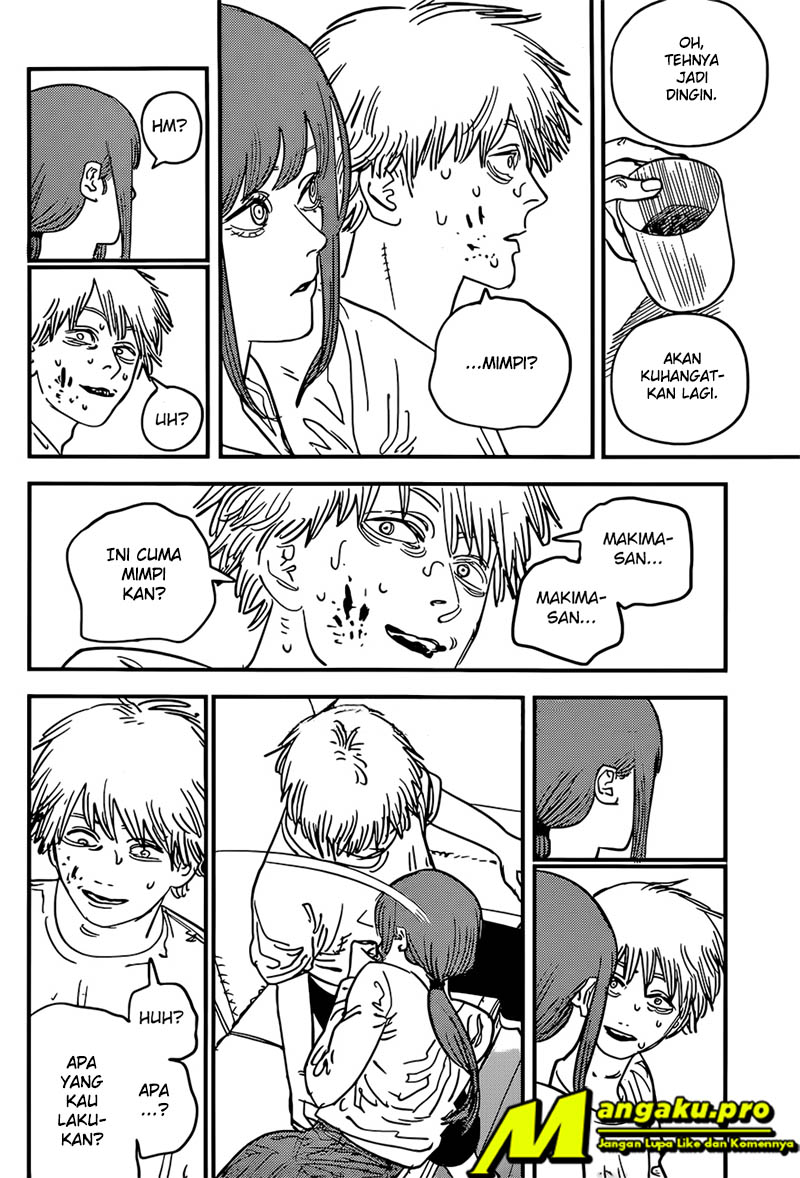 OH,
TEHNYA
JADI
DINGIN.
AKAN
KUHANGAT-
KAN LAGI.
...MIMPI?
HM?
UH?
MAKIMA-
SAN...
MAKIMA-
SAN...
INI CUMA
MIMPI
KAN?
HUH?
APA
...?
APA
YANG
KAU
LAKU-
KAN?
Mangaku.pro
Jangan Lupa Like dan Komennya